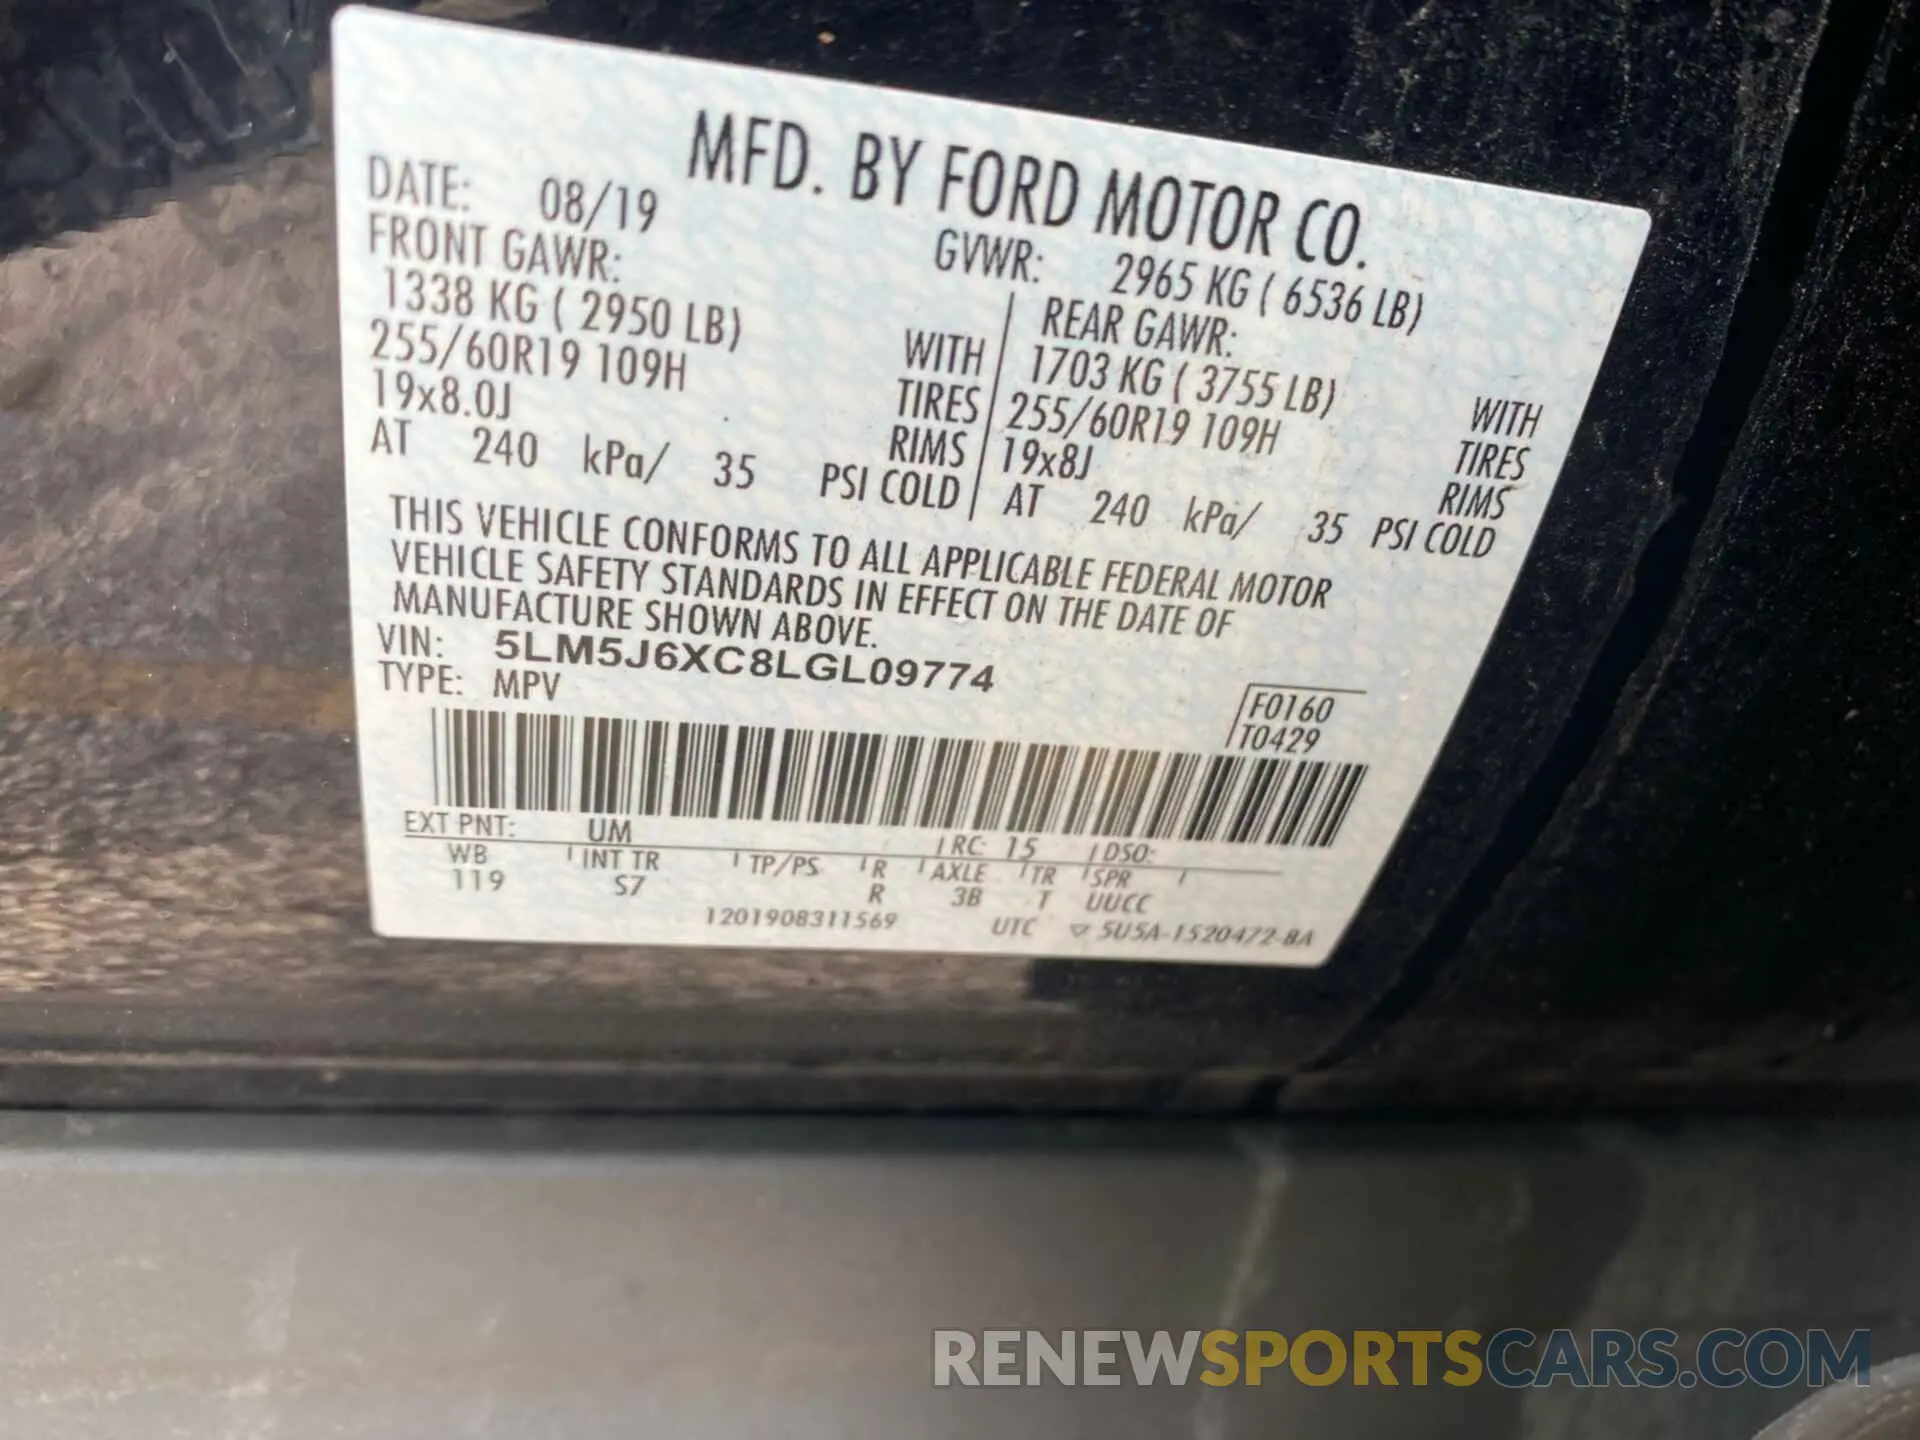 MFD. BY FORD MOTOR CO.
DATE: 08/19 GVWR: 2965 KG ( 6536 LB)
FRONT GAWR: REAR GAWR:
1338 KG ( 2950 LB) WITH 1703 KG ( 3755 LB) WITH
255/60R19 109H TIRES 255/60R19 109H TIRES
19x8.0J RIMS 19x8J RIMS
AT 240 kPa/ 35 PSI COLD AT 240 kPa/ 35 PSI COLD
THIS VEHICLE CONFORMS TO ALL APPLICABLE FEDERAL MOTOR
VEHICLE SAFETY STANDARDS IN EFFECT ON THE DATE OF
MANUFACTURE SHOWN ABOVE.
VIN: 5LM5J6XC8LGL09774
TYPE: MPV
F0160
T0429
EXT PNT: UM RC: 15 DSO:
WB INT TR TP/PS R AXLE TR SPR
119 S7 R 3B T UUCC
1201908311569 UTC ▽ 5U5A-1520472-BA
RENEWSPORTSCARS.COM